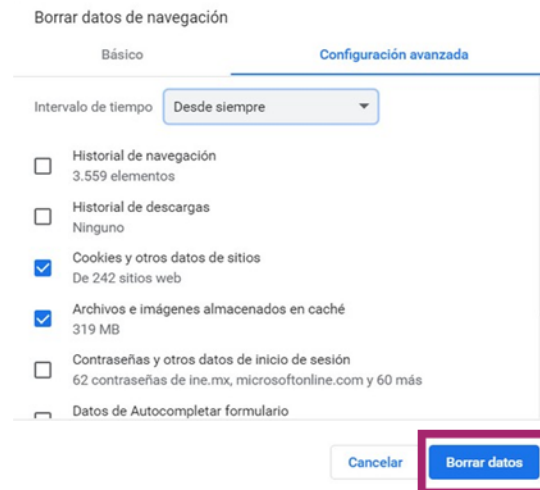 Borrar datos de navegación
Básico
Configuración avanzada
Intervalo de tiempo Desde siempre
Historial de navegación
3.559 elementos
Historial de descargas
Ninguno
Cookies y otros datos de sitios
De 242 sitios web
Archivos e imágenes almacenados en caché
319 MB
Contraseñas y otros datos de inicio de sesión
62 contraseñas de ine.mx, microsoftonline.com y 60 más
Datos de Autocompletar formulario
Cancelar
Borrar datos